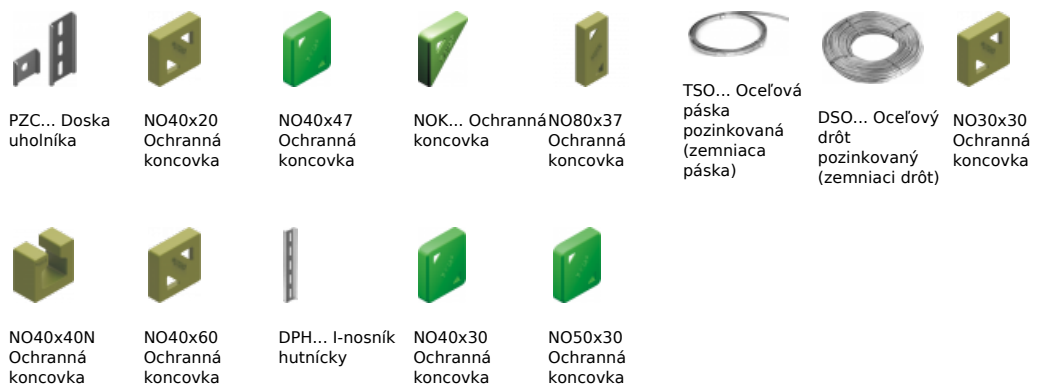 PZC... Doska
uholníka
NO40x20
Ochranná
koncovka
NO40x47
Ochranná
koncovka
NOK... Ochranná
koncovka
NO80x37
Ochranná
koncovka
TSO... Oceľová
páska
pozinkovaná
(zemniaca
páska)
DSO... Oceľový
drôt
pozinkovaný
(zemniaci drôt)
NO30x30
Ochranná
koncovka
NO40x40N
Ochranná
koncovka
NO40x60
Ochranná
koncovka
DPH... I-nosník
hutnícky
NO40x30
Ochranná
koncovka
NO50x30
Ochranná
koncovka